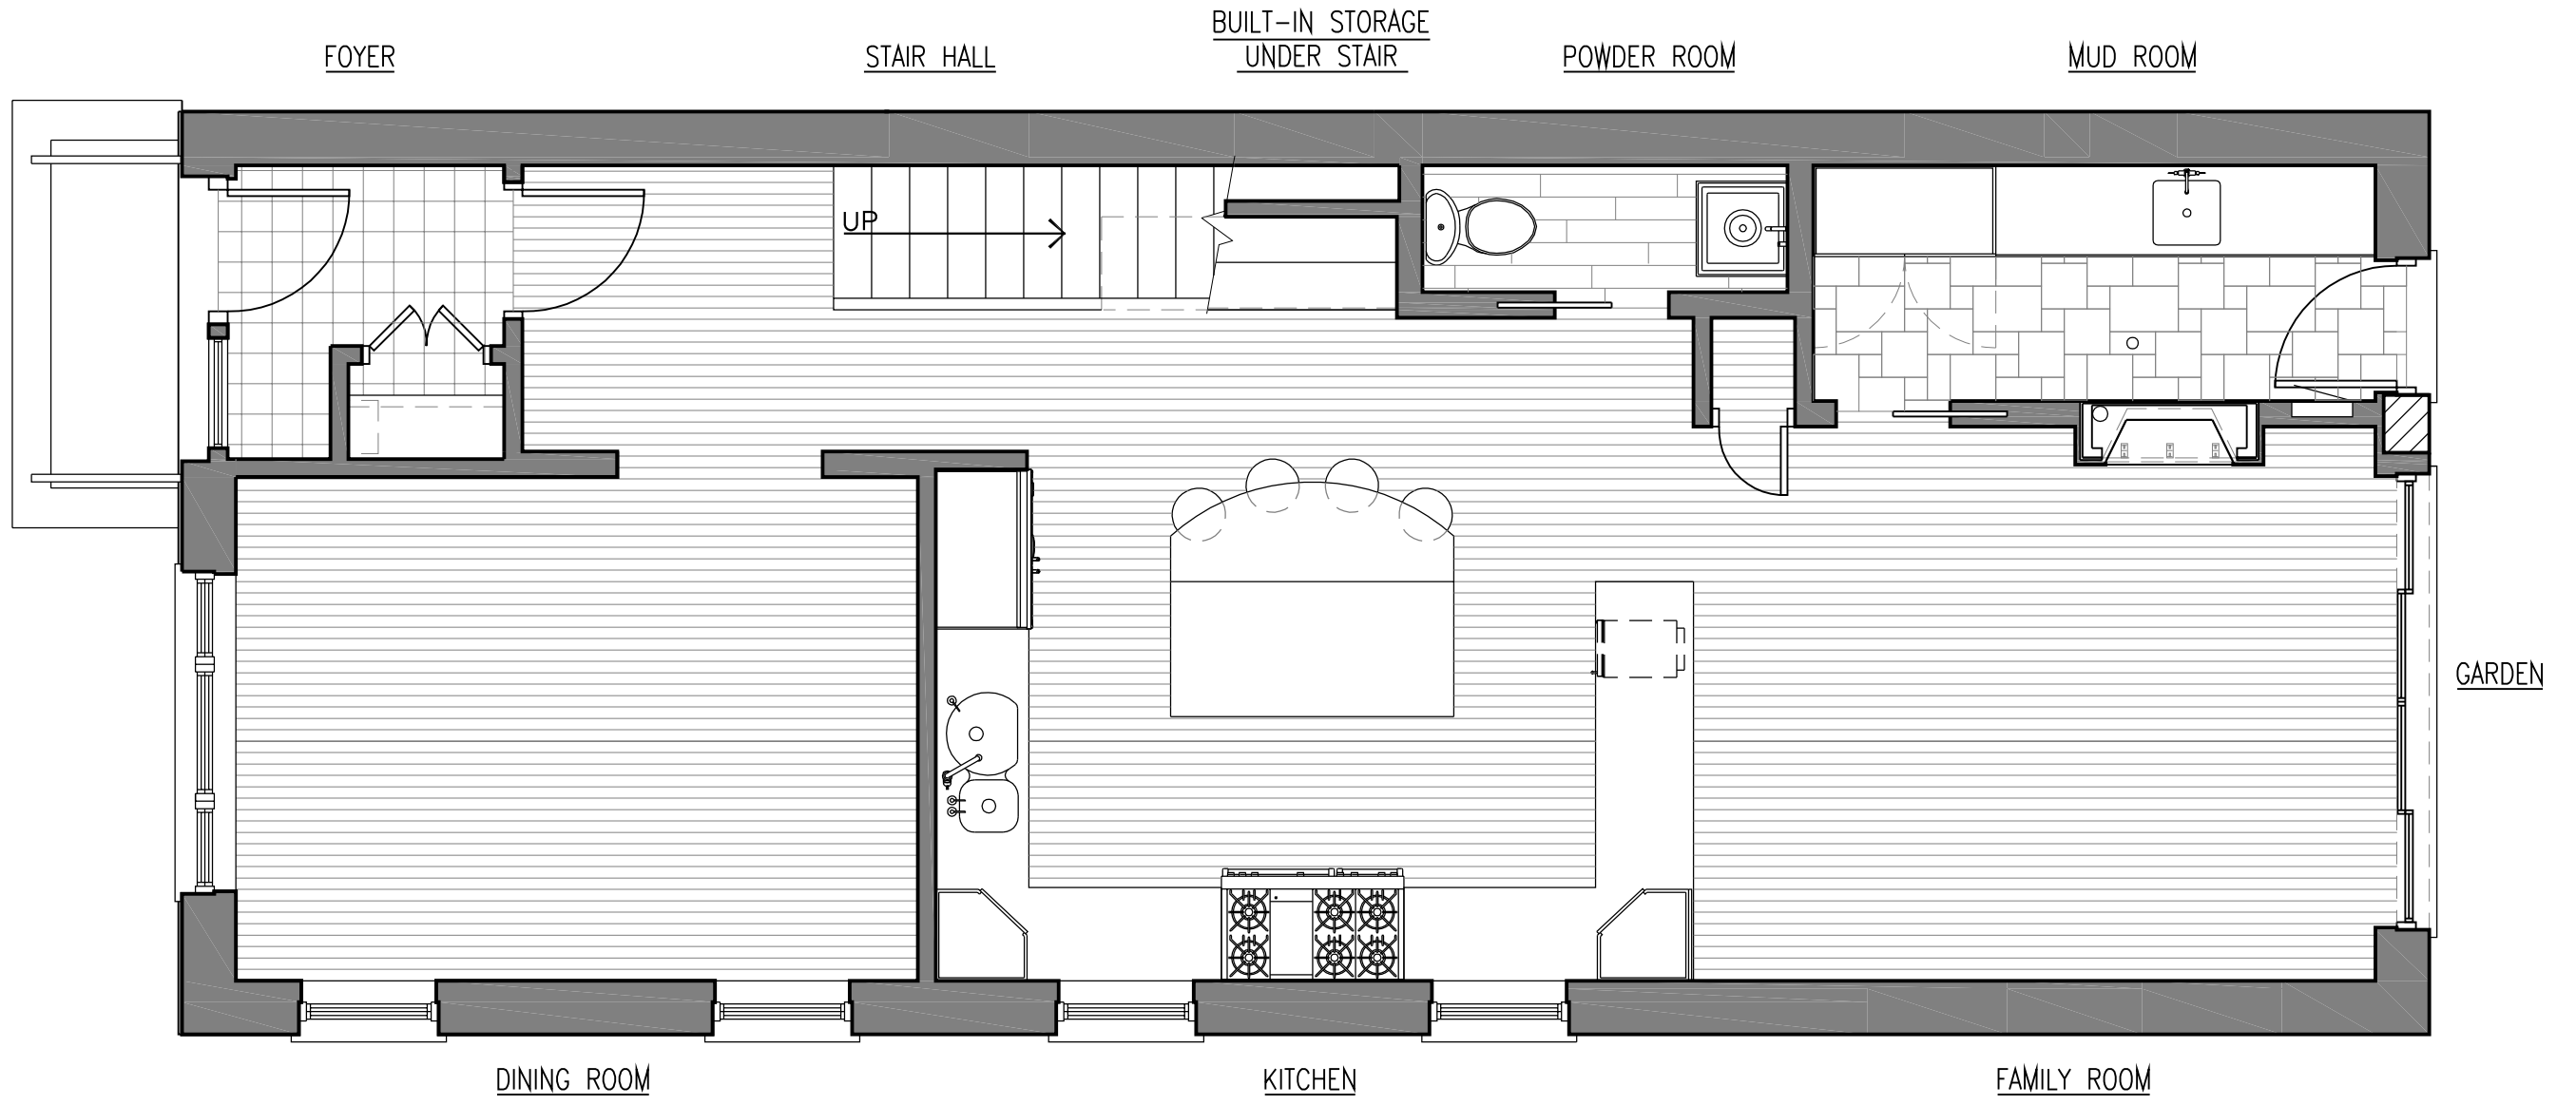 BUILT-IN STORAGE
FOYER
STAIR HALL
UNDER STAIR
POWDER ROOM
MUD ROOM
UP
GARDEN
DINING ROOM
KITCHEN
FAMILY ROOM